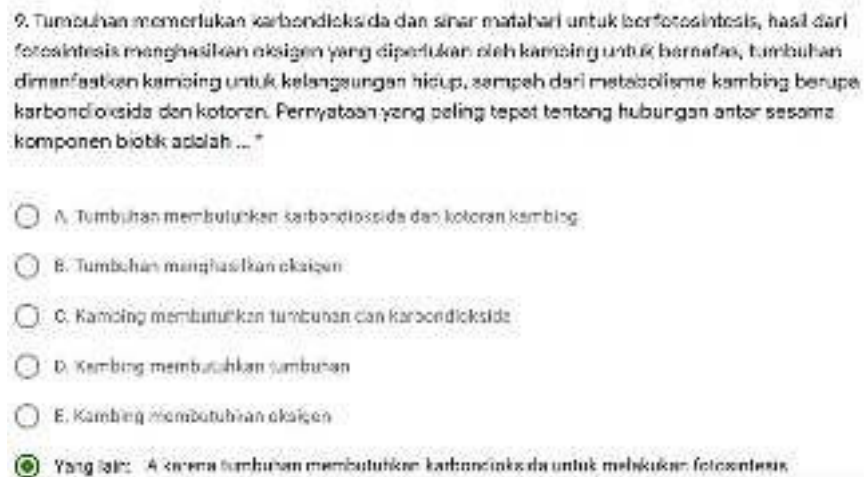 9. Tumbuhan memerlukan karbondioksida dan sinar matahari untuk berfotosintesis, hasil dari
fotosintesis menghasilkan oksigen yang diperlukan oleh kambing untuk bernafas, tumbuhan
dimanfaatkan kambing untuk kelangsungan hidup, sampah dari metabolisme kambing berupa
karbondioksida dan kotoran. Pernyataan yang paling tepat tentang hubungan antar sesama
komponen biotik adalah ... *
A. Tumbuhan membutuhkan karbondioksida dan kotoran kambing
B. Tumbuhan menghasilkan oksigen
C. Kambing membutuhkan tumbuhan dan karbondioksida
D. Kambing membutuhkan tumbuhan
E. Kambing membutuhkan oksigen
Yang lain: A karena tumbuhan membutuhkan karbondioksida untuk melakukan fotosintesis